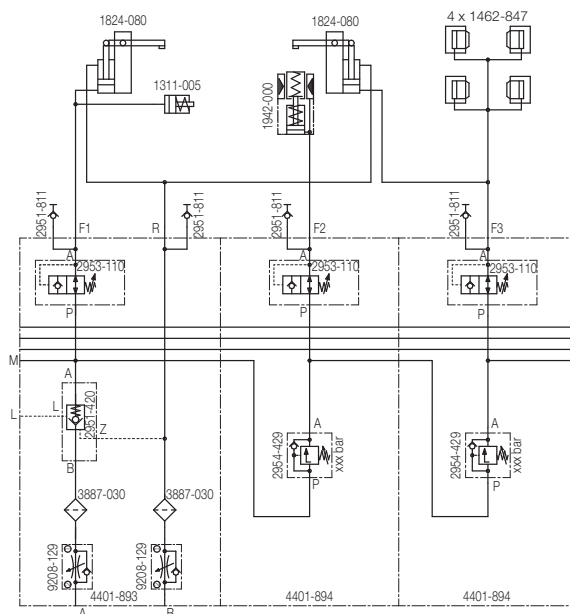 1824-080
1824-080
4 x 1462-847
1311-005
1942-000
2951-811
2951-811
2951-811
2951-811
F1
R
F2
F3
A
2953-110
A
2953-110
A
2953-110
P
P
P
M
A
L
L
2951-420
Z
B
A
2954-429
xxx bar
P
A
2954-429
xxx bar
P
3887-030
3887-030
9208-129
9208-129
4401-893
4401-894
4401-894
A
B